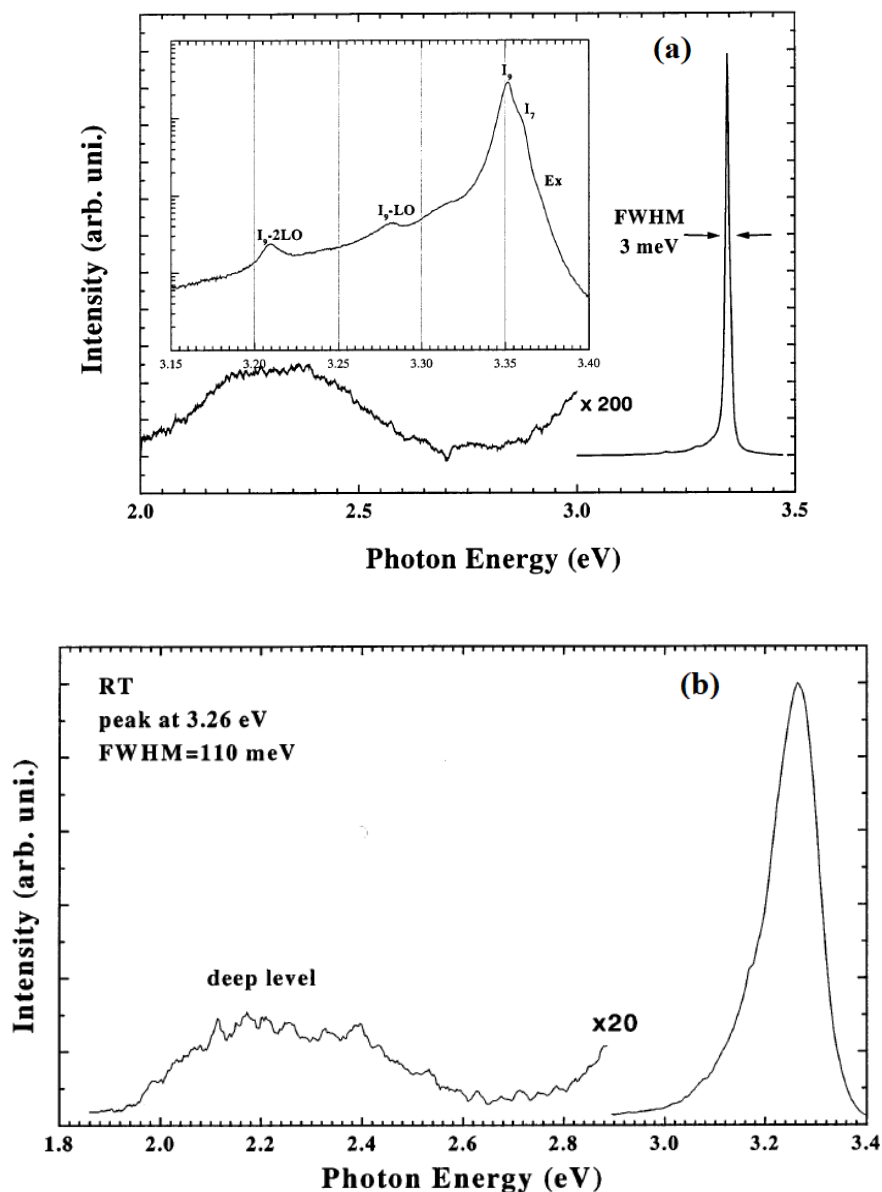 (a)
I9
I7
Ex
I9-LO
I9-2LO
3.15 3.20 3.25 3.30 3.35 3.40
FWHM
3 meV
x 200
Intensity (arb. uni.)
2.0 2.5 3.0 3.5
Photon Energy (eV)
(b)
RT
peak at 3.26 eV
FWHM=110 meV
deep level
x20
Intensity (arb. uni.)
1.8 2.0 2.2 2.4 2.6 2.8 3.0 3.2 3.4
Photon Energy (eV)